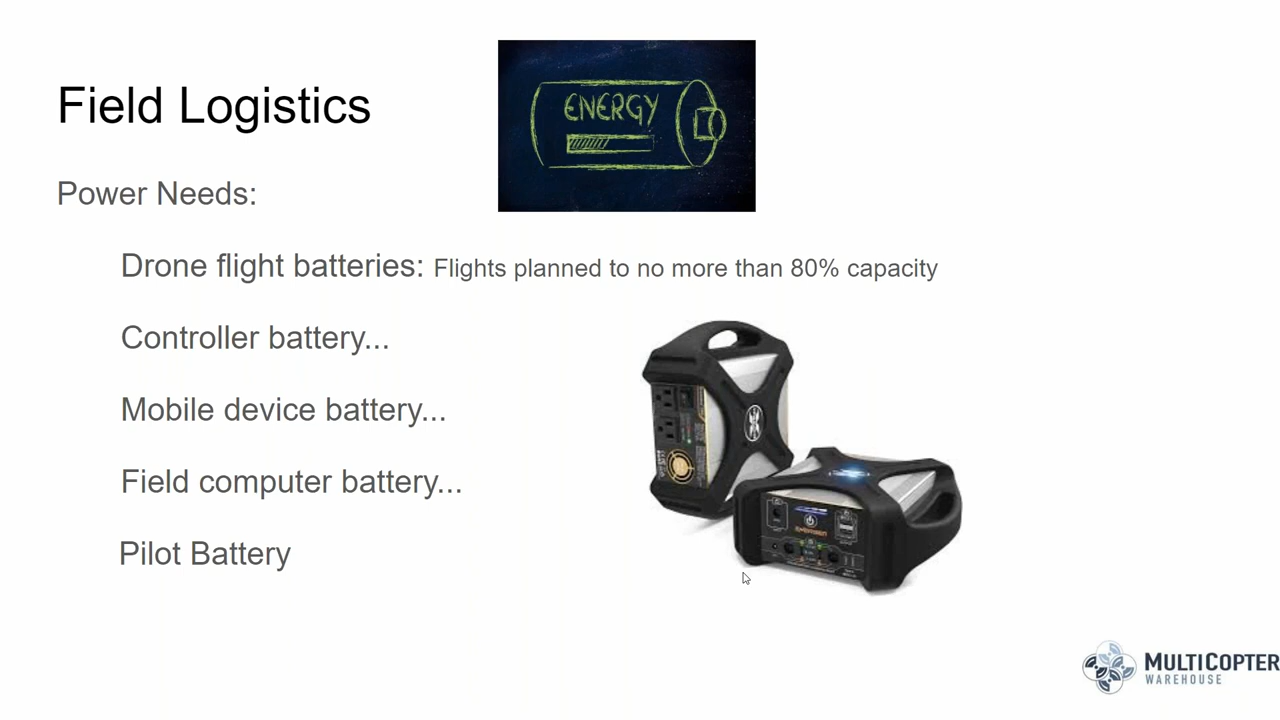 Field Logistics
ENERGY
Power Needs:
Drone flight batteries: Flights planned to no more than 80% capacity
Controller battery...
Mobile device battery...
Field computer battery...
Pilot Battery
MULTICOPTER
WAREHOUSE